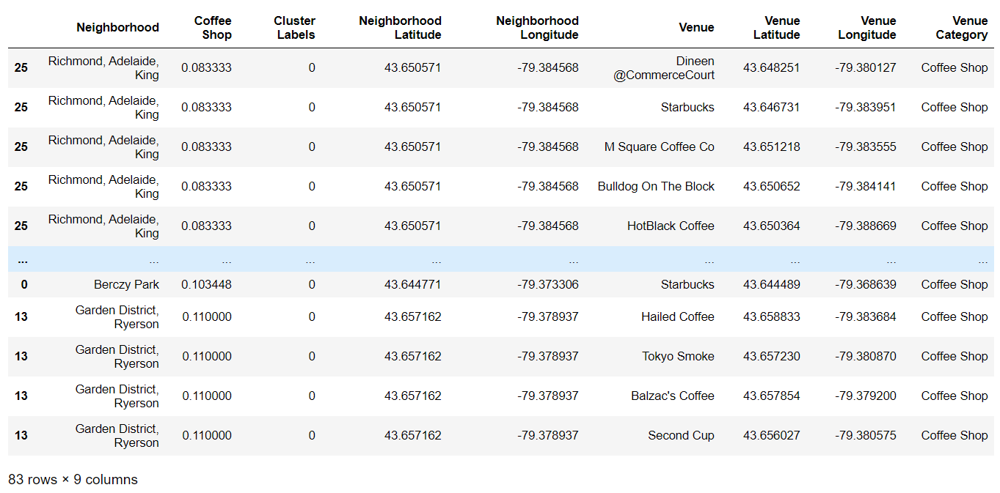 Neighborhood Coffee Shop Cluster Labels Neighborhood Latitude Neighborhood Longitude Venue Venue Latitude Venue Longitude Venue Category
25 Richmond, Adelaide, King 0.083333 0 43.650571 -79.384568 Dineen @CommerceCourt 43.648251 -79.380127 Coffee Shop
25 Richmond, Adelaide, King 0.083333 0 43.650571 -79.384568 Starbucks 43.646731 -79.383951 Coffee Shop
25 Richmond, Adelaide, King 0.083333 0 43.650571 -79.384568 M Square Coffee Co 43.651218 -79.383555 Coffee Shop
25 Richmond, Adelaide, King 0.083333 0 43.650571 -79.384568 Bulldog On The Block 43.650652 -79.384141 Coffee Shop
25 Richmond, Adelaide, King 0.083333 0 43.650571 -79.384568 HotBlack Coffee 43.650364 -79.388669 Coffee Shop
... ... ... ... ... ... ... ... ... ...
0 Berczy Park 0.103448 0 43.644771 -79.373306 Starbucks 43.644489 -79.368639 Coffee Shop
13 Garden District, Ryerson 0.110000 0 43.657162 -79.378937 Hailed Coffee 43.658833 -79.383684 Coffee Shop
13 Garden District, Ryerson 0.110000 0 43.657162 -79.378937 Tokyo Smoke 43.657230 -79.380870 Coffee Shop
13 Garden District, Ryerson 0.110000 0 43.657162 -79.378937 Balzac's Coffee 43.657854 -79.379200 Coffee Shop
13 Garden District, Ryerson 0.110000 0 43.657162 -79.378937 Second Cup 43.656027 -79.380575 Coffee Shop
83 rows × 9 columns